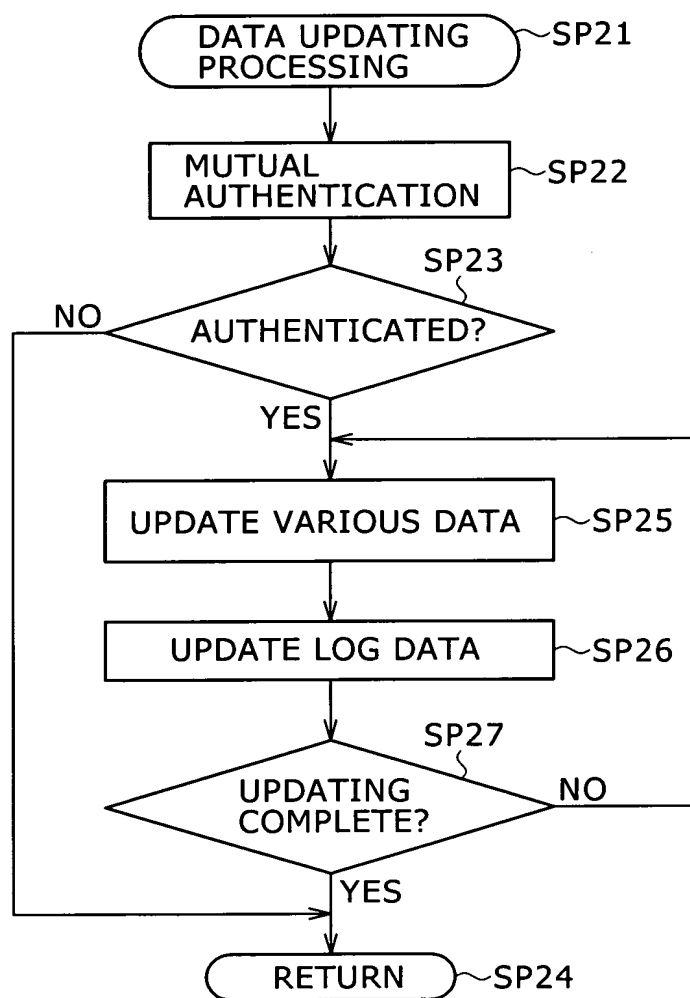 DATA UPDATING
PROCESSING
SP21
MUTUAL
AUTHENTICATION
SP22
SP23
NO
AUTHENTICATED?
YES
UPDATE VARIOUS DATA
SP25
UPDATE LOG DATA
SP26
SP27
UPDATING
COMPLETE?
NO
YES
RETURN
SP24